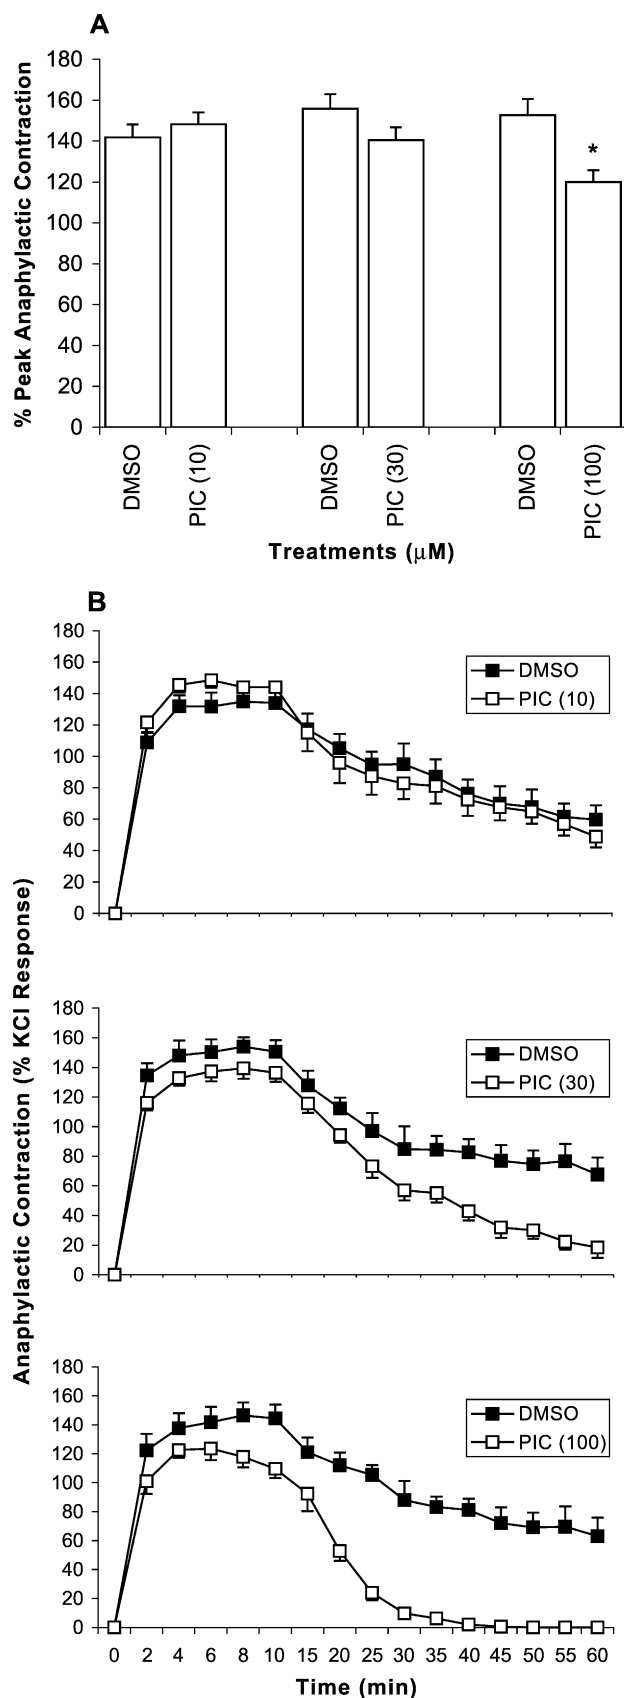 A
% Peak Anaphylactic Contraction
180
160
140
120
100
80
60
40
20
0
*
DMSO
PIC (10)
DMSO
PIC (30)
DMSO
PIC (100)
Treatments (μM)
B
Anaphylactic Contraction (% KCl Response)
180
160
140
120
100
80
60
40
20
0
DMSO
PIC (10)
180
160
140
120
100
80
60
40
20
0
DMSO
PIC (30)
180
160
140
120
100
80
60
40
20
0
DMSO
PIC (100)
0 2 4 6 8 10 15 20 25 30 35 40 45 50 55 60
Time (min)